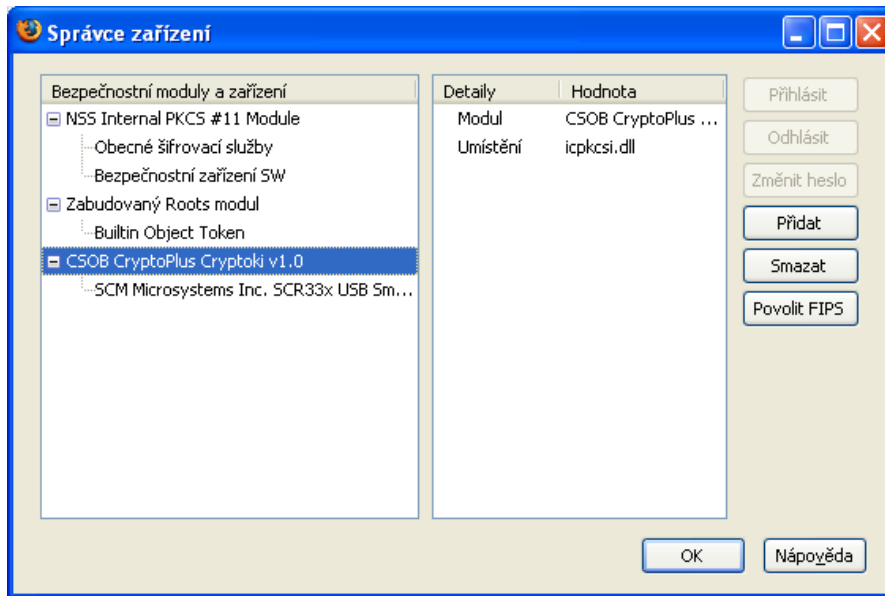 Správce zařízení
Bezpečnostní moduly a zařízení
NSS Internal PKCS #11 Module
Obecné šifrovací služby
Bezpečnostní zařízení SW
Zabudovaný Roots modul
Builtin Object Token
CSOB CryptoPlus Cryptoki v1.0
SCM Microsystems Inc. SCR33x USB Sm...
Detaily Hodnota
Modul CSOB CryptoPlus ...
Umístění icpkcsi.dll
Přihlásit
Odhlásit
Změnit heslo
Přidat
Smazat
Povolit FIPS
OK Nápověda